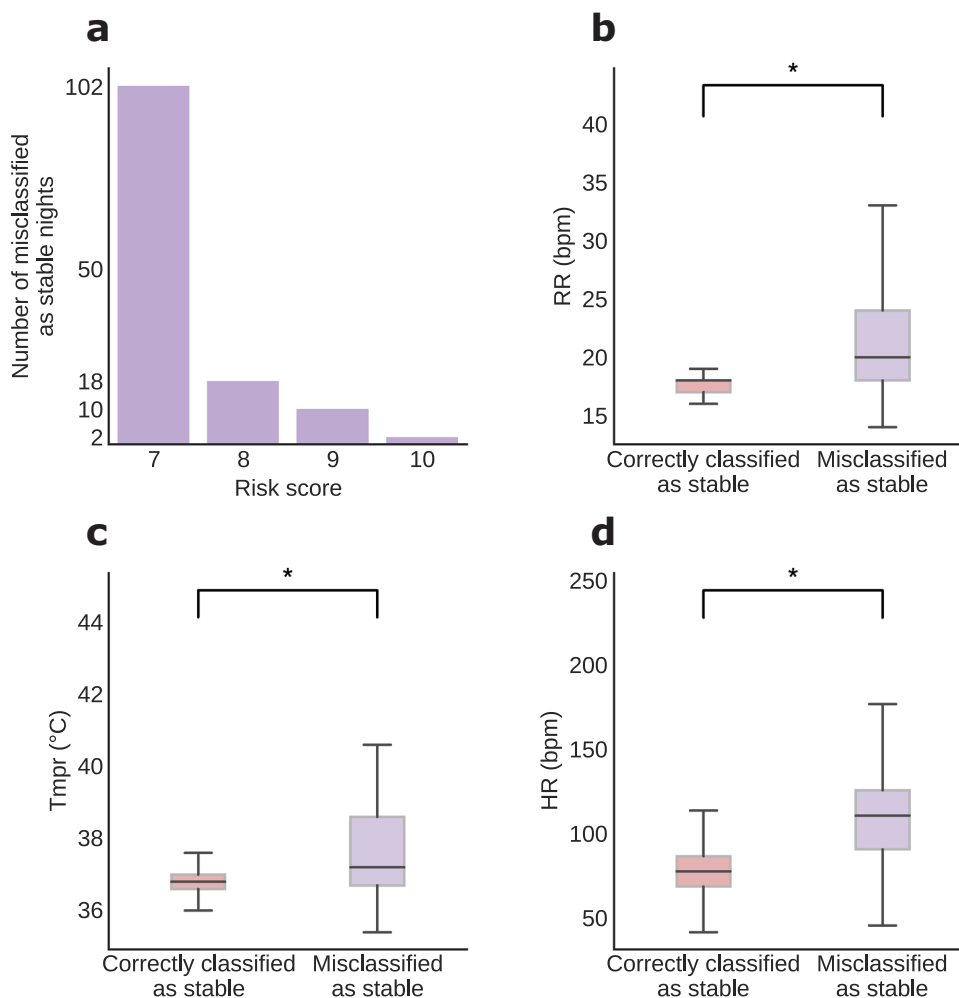 a
Number of misclassified
as stable nights
102
50
18
10
2
7 8 9 10
Risk score
b
*
RR (bpm)
40
35
30
25
20
15
Correctly classified Misclassified
as stable as stable
c
*
Tmpr (°C)
44
42
40
38
36
Correctly classified Misclassified
as stable as stable
d
*
HR (bpm)
250
200
150
100
50
Correctly classified Misclassified
as stable as stable